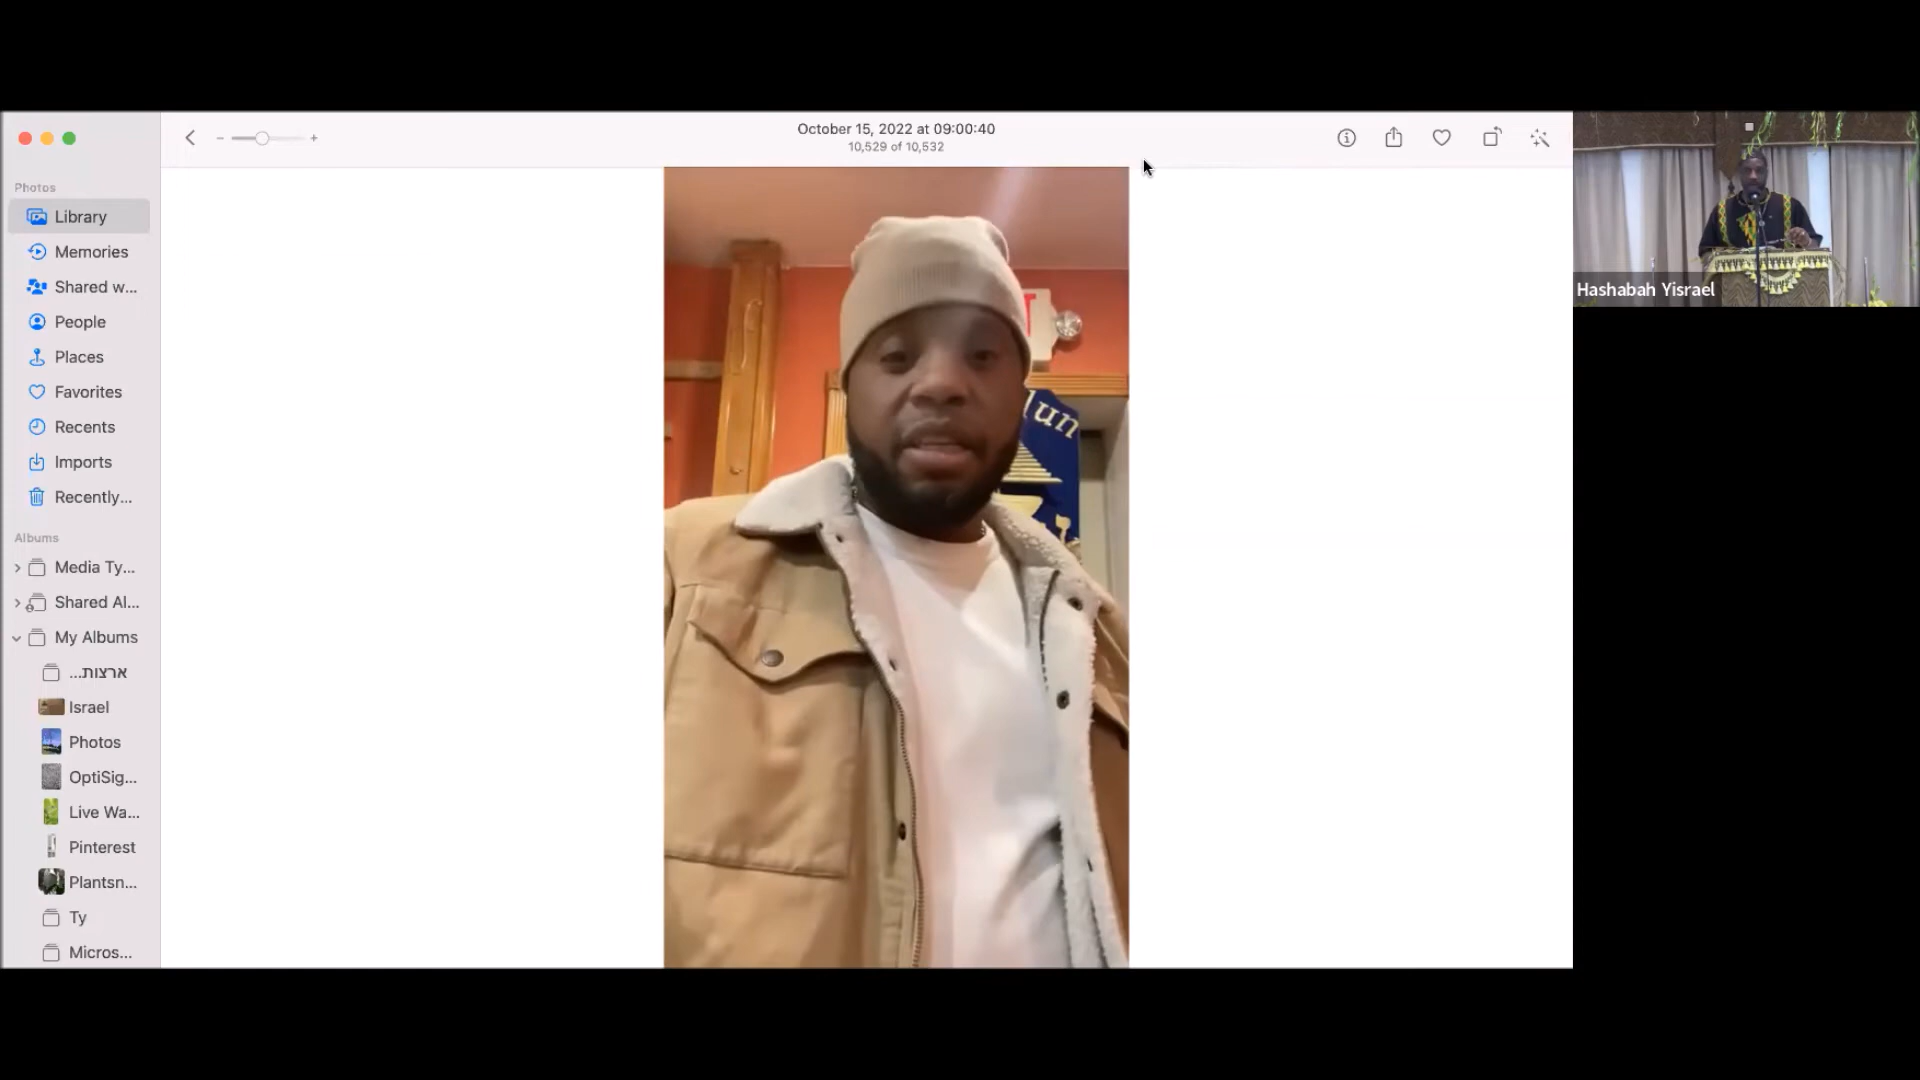 October 15, 2022 at 09:00:40
10,529 of 10,532
Photos
Library
Memories
Shared w...
People
Places
Favorites
Recents
Imports
Recently...
Albums
Media Ty...
Shared Al...
My Albums
ארצות...
Israel
Photos
OptiSig...
Live Wa...
Pinterest
Plantsn...
Ty
Micros...
lun
Hashabah Yisrael